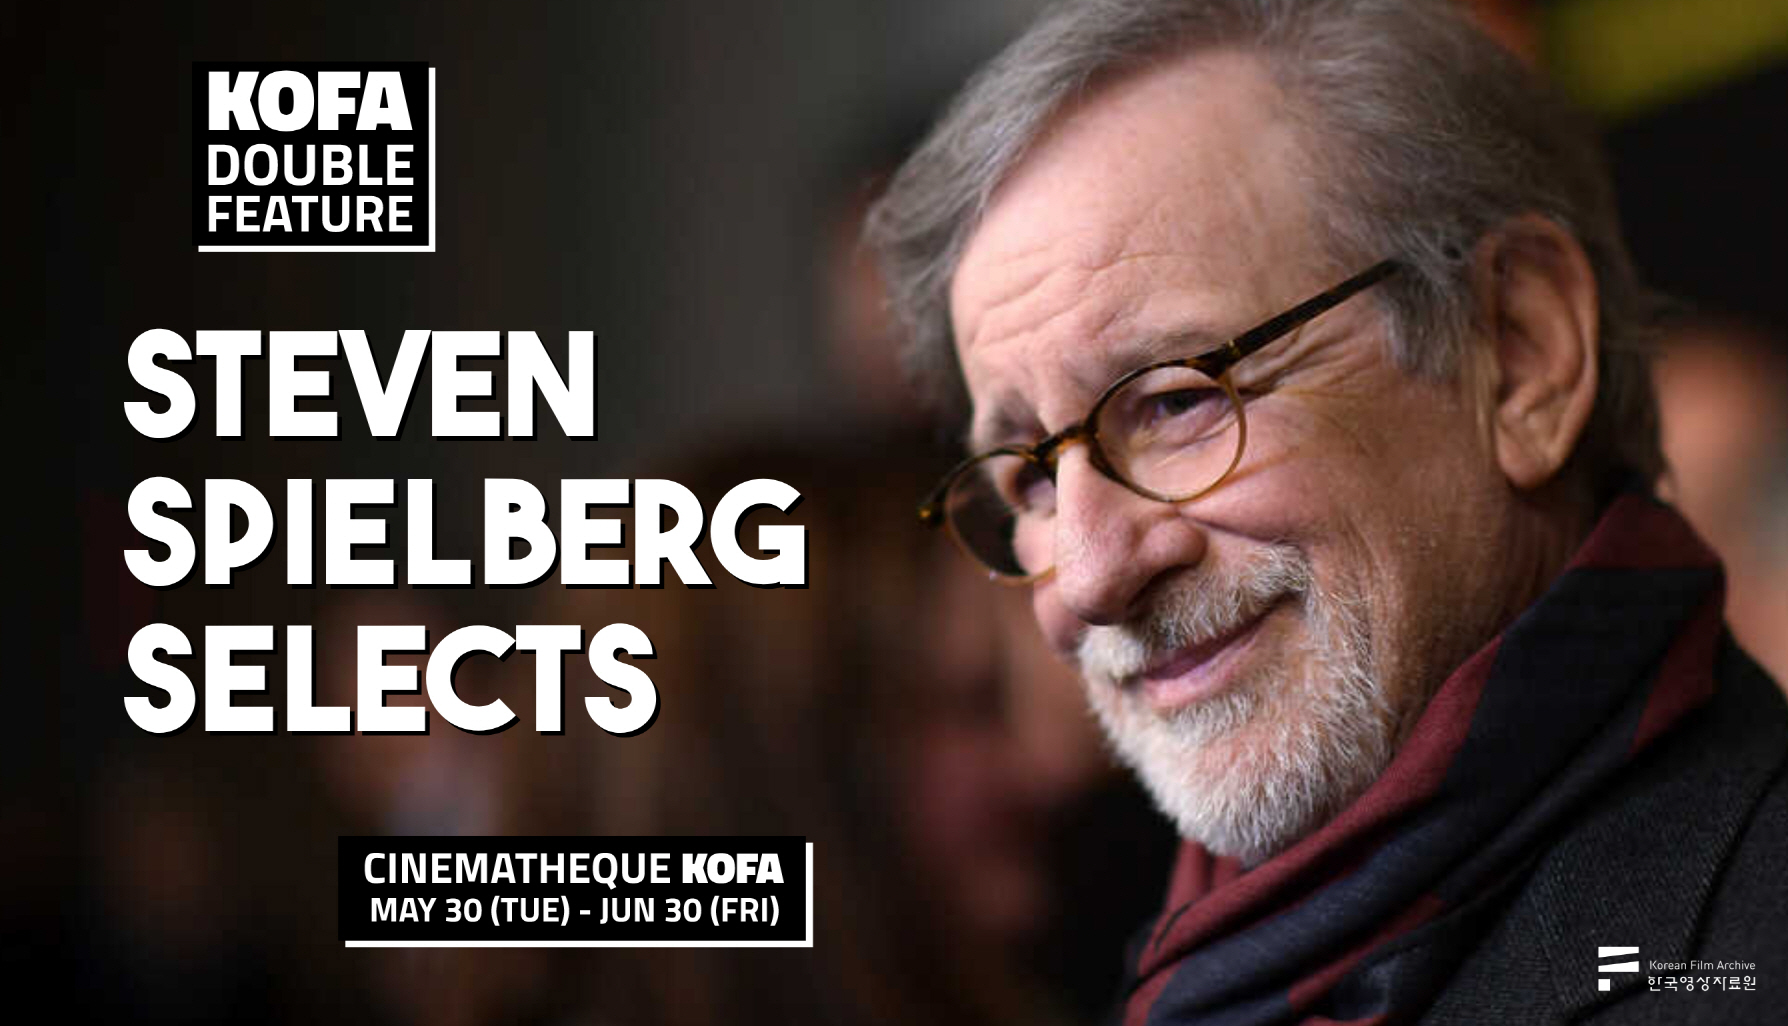 KOFA
DOUBLE
FEATURE
STEVEN
SPIELBERG
SELECTS
CINEMATHEQUE KOFA
MAY 30 (TUE) - JUN 30 (FRI)
Korean Film Archive
한국영상자료원